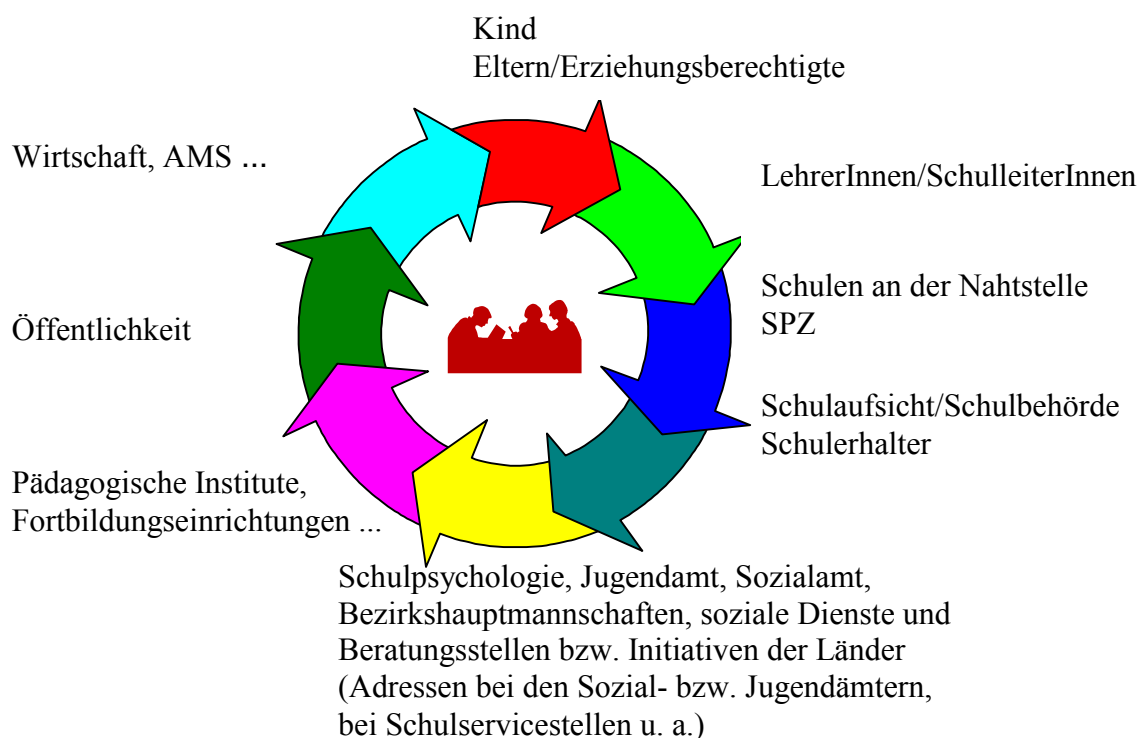 Kind
Eltern/Erziehungsberechtigte
LehrerInnen/SchulleiterInnen
Schulen an der Nahtstelle
SPZ
Schulaufsicht/Schulbehörde
Schulerhalter
Schulpsychologie, Jugendamt, Sozialamt,
Bezirkshauptmannschaften, soziale Dienste und
Beratungsstellen bzw. Initiativen der Länder
(Adressen bei den Sozial- bzw. Jugendämtern,
bei Schulservicestellen u. a.)
Pädagogische Institute,
Fortbildungseinrichtungen ...
Öffentlichkeit
Wirtschaft, AMS ...